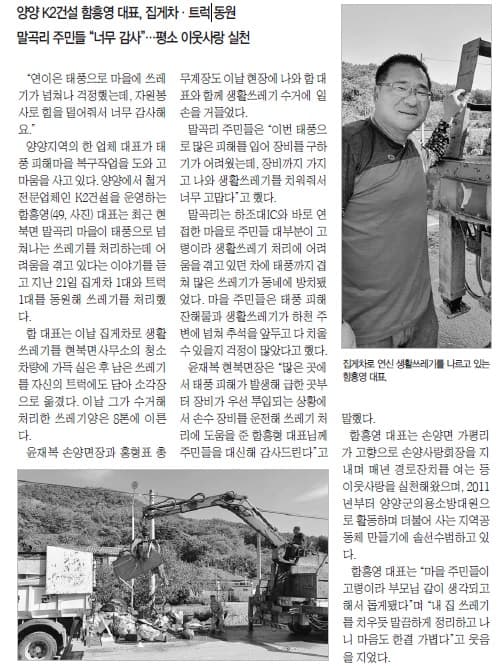 양양 K2건설 함흥영 대표, 집게차·트럭 동원
말곡리 주민들 “너무 감사”…평소 이웃사랑 실천
“연이은 태풍으로 마을에 쓰레
기가 넘쳐나 걱정했는데, 자원봉
사로 힘을 덜어줘서 너무 감사해
요.”
양양지역의 한 업체 대표가 태
풍 피해마을 복구작업을 도와 고
마움을 사고 있다. 양양에서 철거
전문업체인 K2건설을 운영하는
함흥영(49, 사진) 대표는 최근 현
북면 말곡리 마을이 태풍으로 넘
쳐나는 쓰레기를 처리하는데 어
려움을 겪고 있다는 이야기를 듣
고 지난 21일 집게차 1대와 트럭
1대를 동원해 쓰레기를 처리했
다.
함 대표는 이날 집게차로 생활
쓰레기를 현북면사무소의 청소
차량에 가득 실은 후 남은 쓰레기
를 자신의 트럭에도 담아 소각장
으로 옮겼다. 이날 그가 수거해
처리한 쓰레기양은 8톤에 이른
다.
윤재복 손양면장과 홍형표 총
무계장도 이날 현장에 나와 함 대
표와 함께 생활쓰레기 수거에 일
손을 거들었다.
말곡리 주민들은 “이번 태풍으
로 많은 피해를 입어 장비를 구하
기가 어려웠는데, 장비까지 가지
고 나와 생활쓰레기를 치워줘서
너무 고맙다”고 했다.
말곡리는 하조대IC와 바로 연
접한 마을로 주민들 대부분이 고
령이라 생활쓰레기 처리에 어려
움을 겪고 있던 차에 태풍까지 겹
쳐 많은 쓰레기가 동네에 방치됐
었다. 마을 주민들은 태풍 피해
잔해물과 생활쓰레기가 하천 주
변에 넘쳐 추석을 앞두고 다 치울
수 있을지 걱정이 많았다고 했다.
윤재복 현북면장은 “많은 곳에
서 태풍 피해가 발생해 급한 곳부
터 장비가 우선 투입되는 상황에
서 손수 장비를 운전해 쓰레기 처
리에 도움을 준 함흥형 대표님께
주민들을 대신해 감사드린다”고
집게차로 연신 생활쓰레기를 나르고 있는
함흥영 대표.
말했다.
함흥영 대표는 손양면 가평리
가 고향으로 손양사랑회장을 지
내며 매년 경로잔치를 여는 등
이웃사랑을 실천해왔으며, 2011
년부터 양양군의용소방대원으
로 활동하며 더불어 사는 지역공
동체 만들기에 솔선수범하고 있
다.
함흥영 대표는 “마을 주민들이
고령이라 부모님 같이 생각되고
해서 돕게됐다”며 “내 집 쓰레기
를 치우듯 말끔하게 정리하고 나
니 마음도 한결 가볍다”고 웃음
을 지었다.